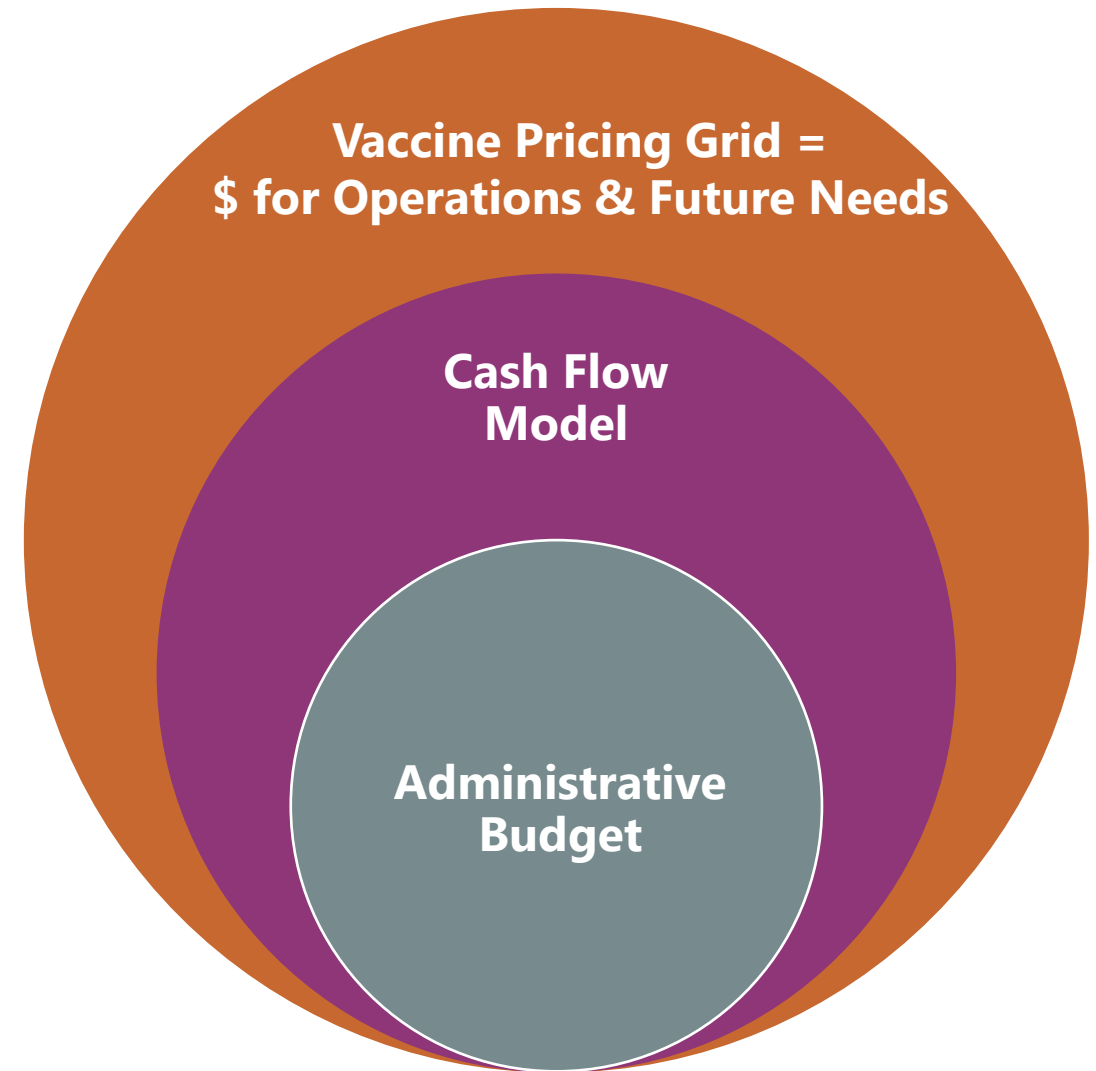 Vaccine Pricing Grid =
$ for Operations & Future Needs
Cash Flow
Model
Administrative
Budget